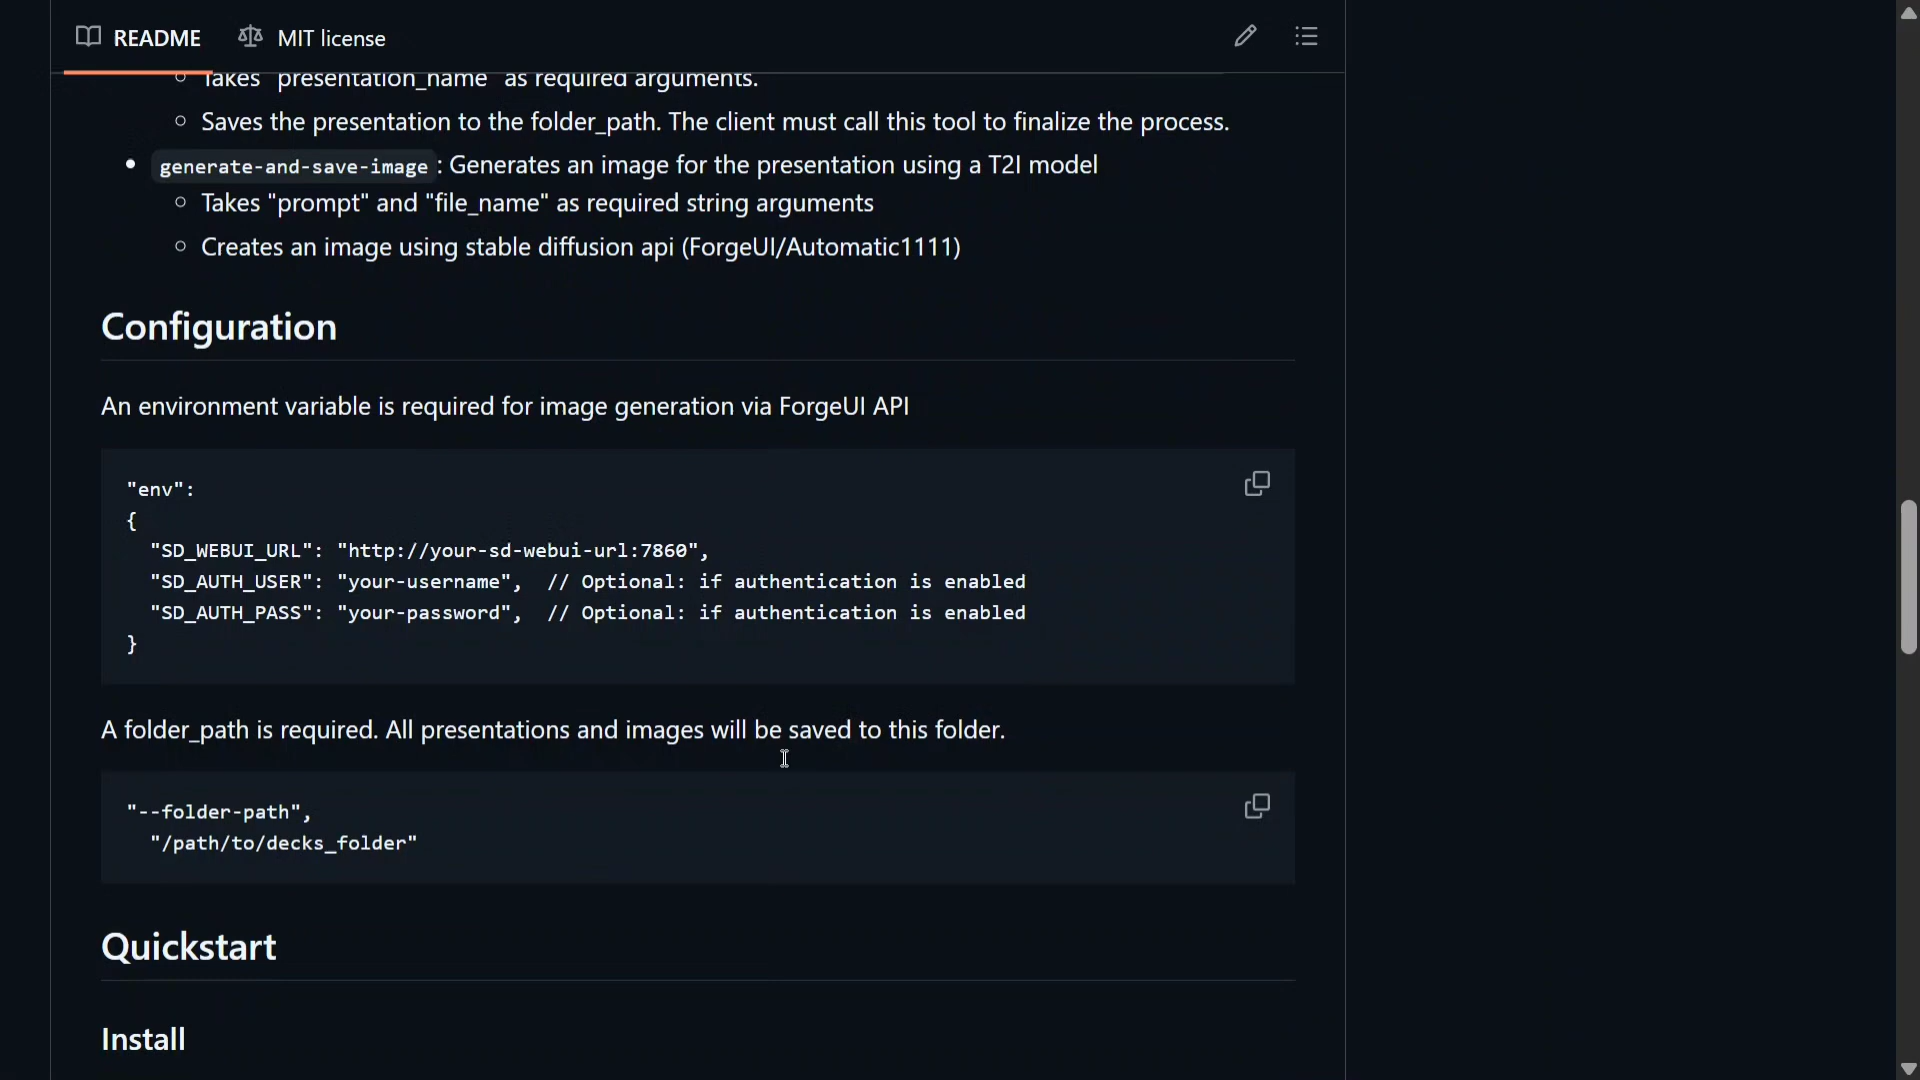 README MIT license
Takes "presentation_name" as required arguments.
Saves the presentation to the folder_path. The client must call this tool to finalize the process.
generate-and-save-image: Generates an image for the presentation using a T2I model
Takes "prompt" and "file_name" as required string arguments
Creates an image using stable diffusion api (ForgeUI/Automatic1111)
Configuration
An environment variable is required for image generation via ForgeUI API
"env":
{
"SD_WEBUI_URL": "http://your-sd-webui-url:7860",
"SD_AUTH_USER": "your-username",  // Optional: if authentication is enabled
"SD_AUTH_PASS": "your-password",  // Optional: if authentication is enabled
}
A folder_path is required. All presentations and images will be saved to this folder.
"--folder-path",
"/path/to/decks_folder"
Quickstart
Install